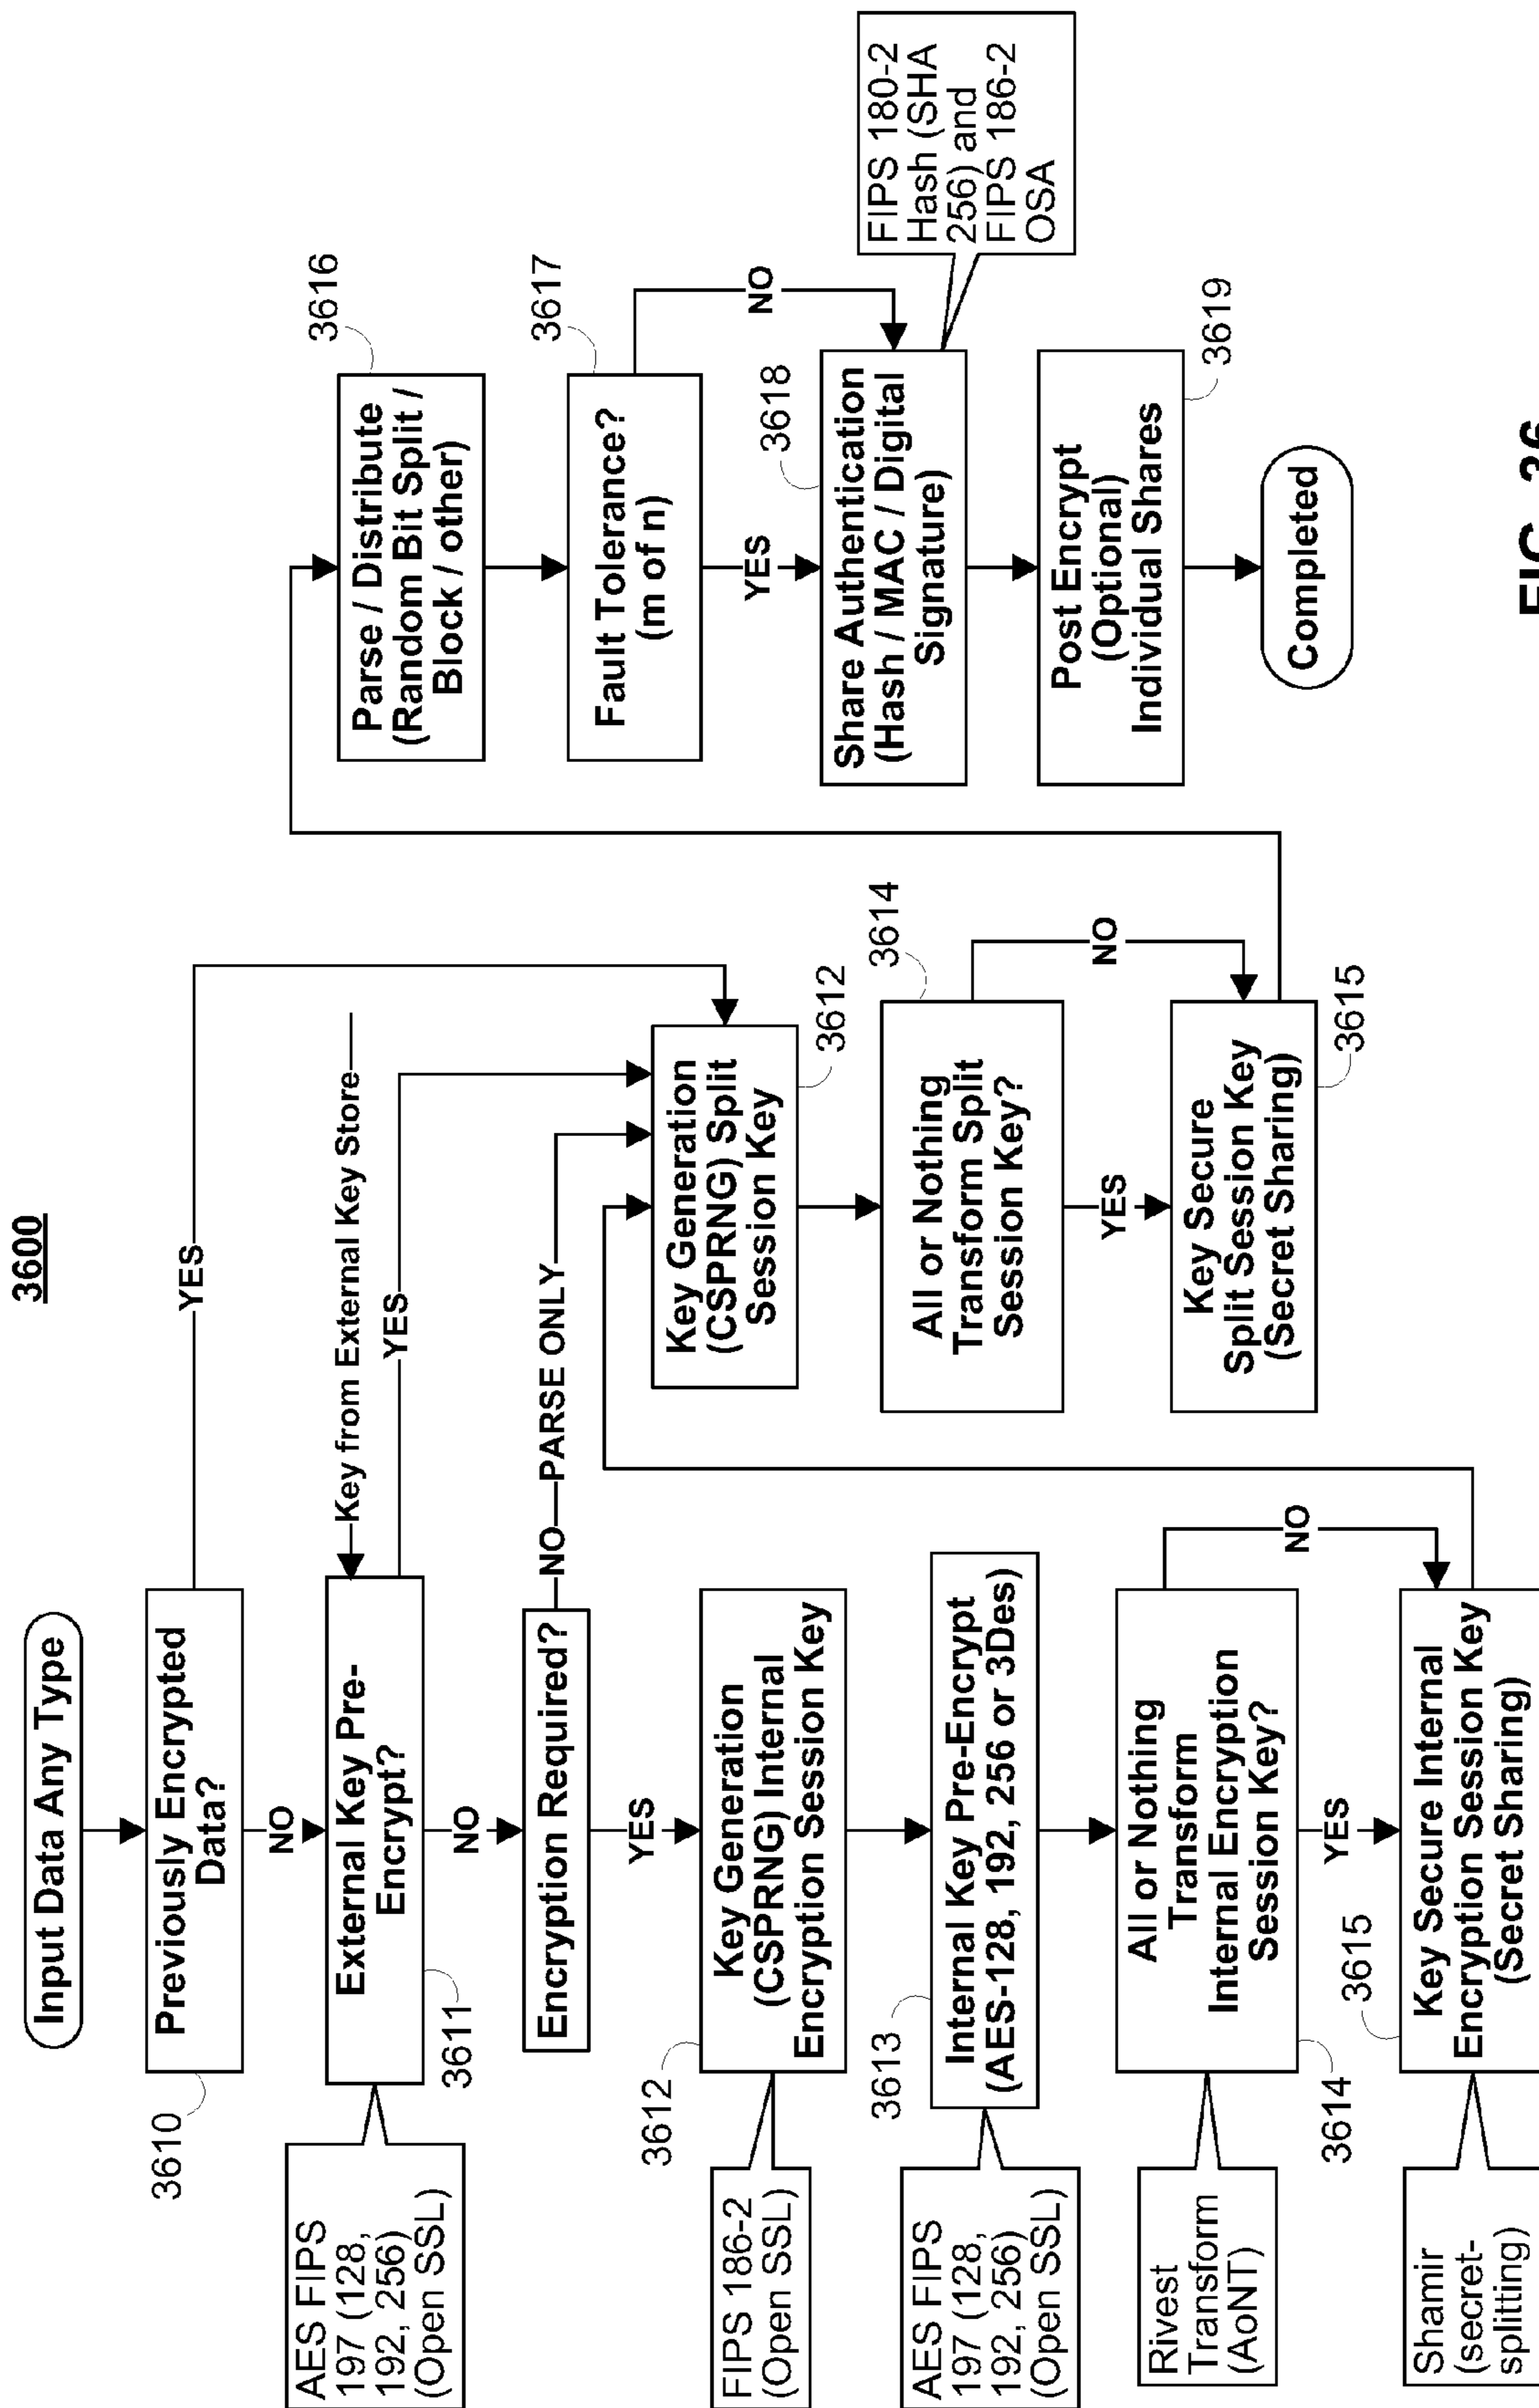 3600
Input Data Any Type
Previously Encrypted
Data?
3610
YES
NO
Key from External Key Store
External Key Pre-
Encrypt?
3611
AES FIPS
197 (128,
192, 256)
(Open SSL)
YES
NO
Encryption Required?
NO
PARSE ONLY
YES
Key Generation
(CSPRNG) Internal
Encryption Session Key
3612
FIPS 186-2
(Open SSL)
Internal Key Pre-Encrypt
(AES-128, 192, 256 or 3Des)
3613
AES FIPS
197 (128,
192, 256)
(Open SSL)
All or Nothing
Transform
Internal Encryption
Session Key?
3614
Rivest
Transform
(AoNT)
NO
YES
Key Secure Internal
Encryption Session Key
(Secret Sharing)
3615
Shamir
(secret-
splitting)
Key Generation
(CSPRNG) Split
Session Key
3612
All or Nothing
Transform Split
Session Key?
3614
NO
YES
Key Secure
Split Session Key
(Secret Sharing)
3615
Parse / Distribute
(Random Bit Split /
Block / other)
3616
Fault Tolerance?
(m of n)
3617
NO
YES
Share Authentication
(Hash / MAC / Digital
Signature)
3618
FIPS 180-2
Hash (SHA
256) and
FIPS 186-2
OSA
Post Encrypt
(Optional)
Individual Shares
3619
Completed
FIG. 36